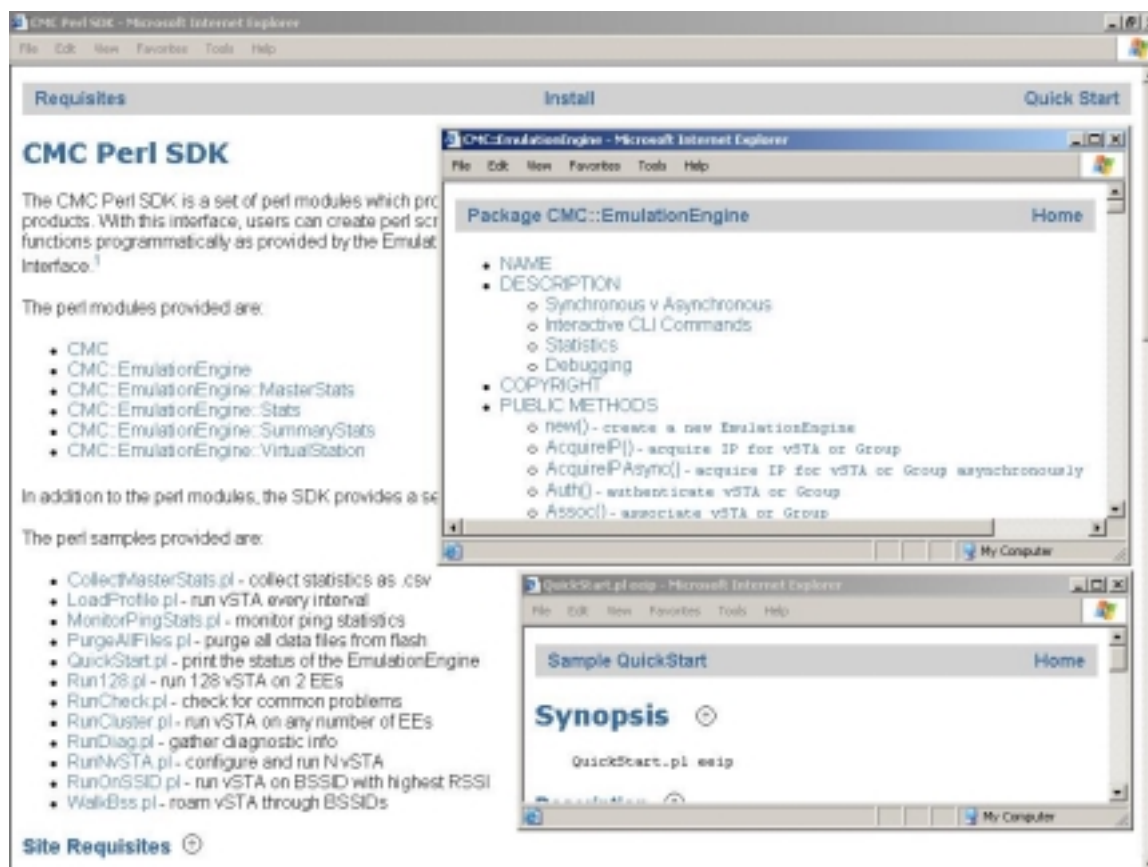 CMC Perl SDK - Microsoft Internet Explorer
File Edit View Favorites Tools Help
Requisites Install Quick Start
CMC Perl SDK
The CMC Perl SDK is a set of perl modules which pro
products. With this interface, users can create perl scr
functions programmatically as provided by the Emulat
Interface.1
The perl modules provided are:
• CMC
• CMC::EmulationEngine
• CMC::EmulationEngine::MasterStats
• CMC::EmulationEngine::Stats
• CMC::EmulationEngine::SummaryStats
• CMC::EmulationEngine::VirtualStation
In addition to the perl modules, the SDK provides a se
The perl samples provided are:
• CollectMasterStats.pl - collect statistics as .csv
• LoadProfile.pl - run vSTA every interval
• MonitorPingStats.pl - monitor ping statistics
• PurgeAllFiles.pl - purge all data files from flash
• QuickStart.pl - print the status of the EmulationEngine
• Run128.pl - run 128 vSTA on 2 EEs
• RunCheck.pl - check for common problems
• RunCluster.pl - run vSTA on any number of EEs
• RunDiag.pl - gather diagnostic info
• RunNvSTA.pl - configure and run N vSTA
• RunOnSSID.pl - run vSTA on BSSID with highest RSSI
• WalkBss.pl - roam vSTA through BSSIDs
Site Requisites
CMC::EmulationEngine - Microsoft Internet Explorer
File Edit View Favorites Tools Help
Package CMC::EmulationEngine Home
• NAME
• DESCRIPTION
o Synchronous v Asynchronous
o Interactive CLI Commands
o Statistics
o Debugging
• COPYRIGHT
• PUBLIC METHODS
o new() - create a new EmulationEngine
o AcquireIP() - acquire IP for vSTA or Group
o AcquireIPAsync() - acquire IP for vSTA or Group asynchronously
o Auth() - authenticate vSTA or Group
o Assoc() - associate vSTA or Group
My Computer
QuickStart.pl eeip - Microsoft Internet Explorer
File Edit View Favorites Tools Help
Sample QuickStart Home
Synopsis
QuickStart.pl eeip
Description
My Computer